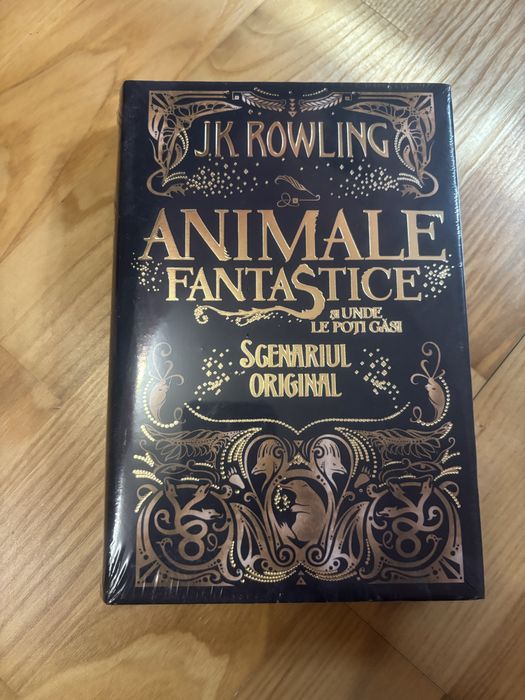 J.K. ROWLING
ANIMALE
FANTASTICE
ȘI UNDE
LE POȚI GĂSI
SCENARIUL
ORIGINAL